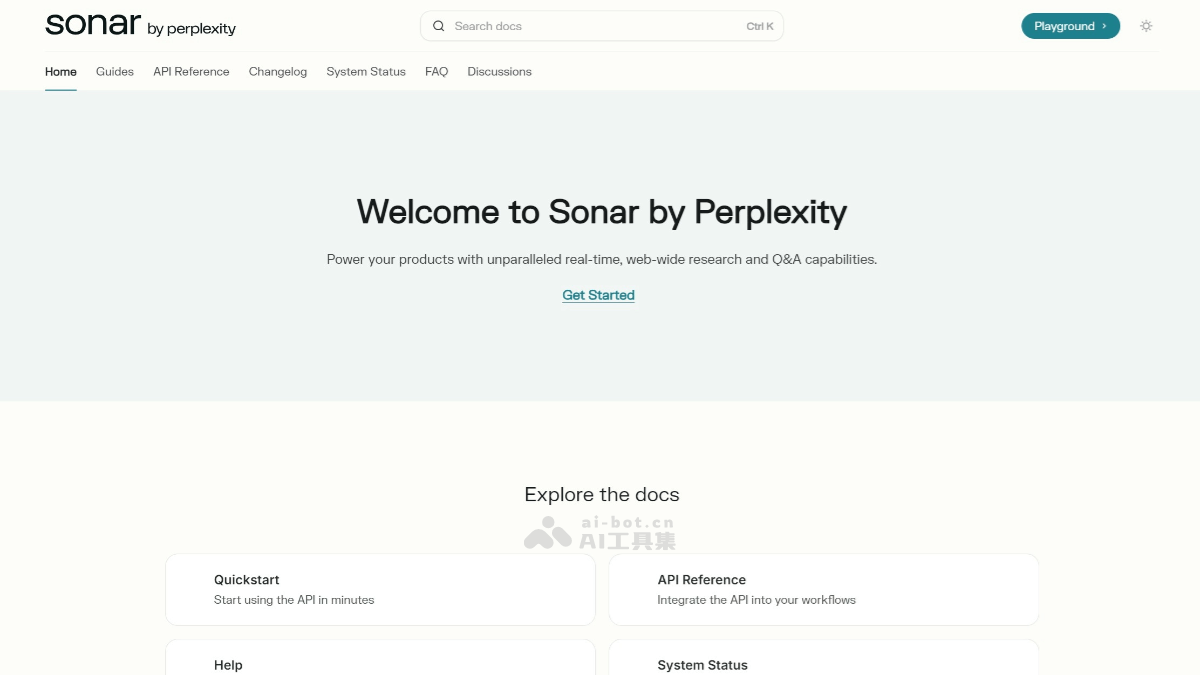 sonar by perplexity
Search docs
Ctrl K
Playground ›
Home Guides API Reference Changelog System Status FAQ Discussions
Welcome to Sonar by Perplexity
Power your products with unparalleled real-time, web-wide research and Q&A capabilities.
Get Started
Explore the docs
ai-bot.cn
AI工具集
Quickstart
Start using the API in minutes
API Reference
Integrate the API into your workflows
Help
System Status